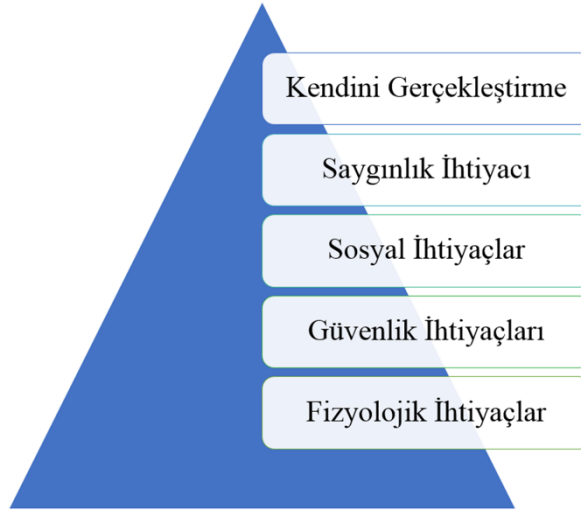 Kendini Gerçekleştirme
Saygınlık İhtiyacı
Sosyal İhtiyaçlar
Güvenlik İhtiyaçları
Fizyolojik İhtiyaçlar